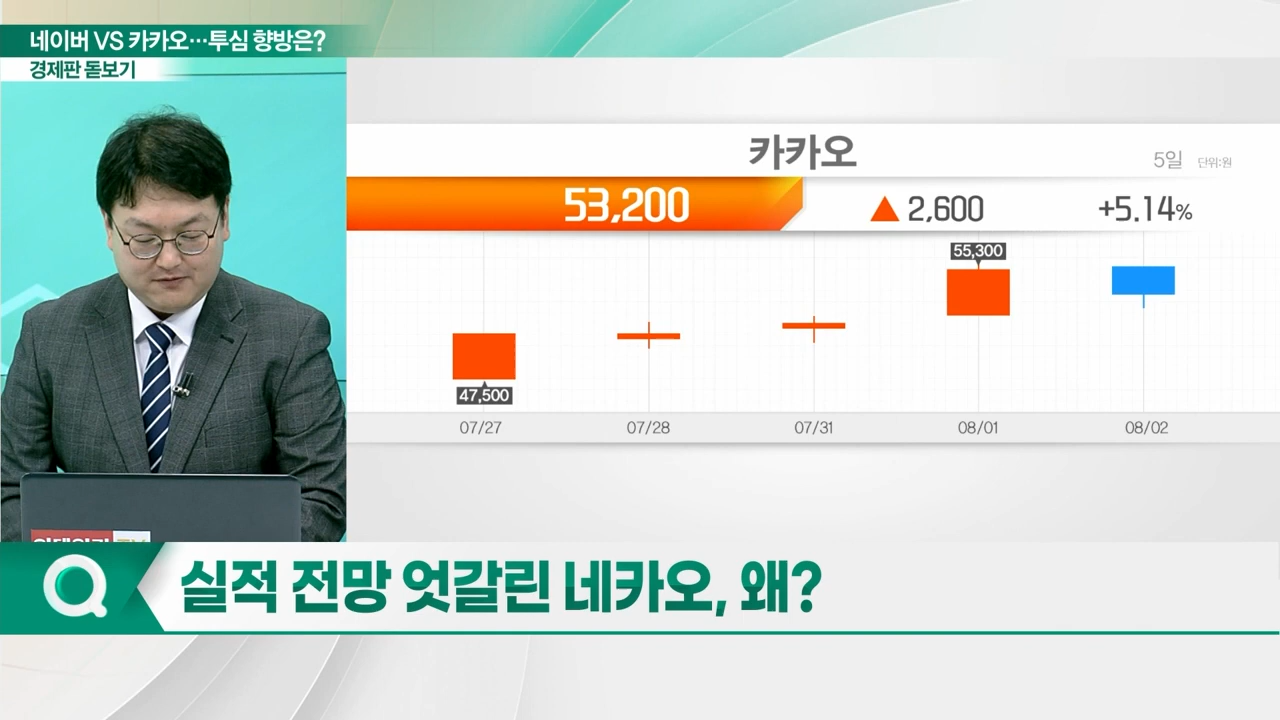 네이버 VS 카카오…투심 향방은?
경제판 돋보기
카카오
5일 단위:원
53,200 ▲ 2,600 +5.14%
55,300
47,500
07/27 07/28 07/31 08/01 08/02
실적 전망 엇갈린 네카오, 왜?